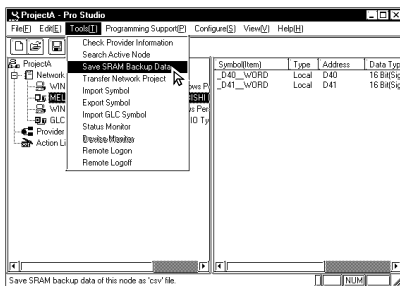 ProjectA - Pro Studio
File(F) Edit(E) Tools(T) Programming Support(P) Configure(S) View(V) Help(H)
Check Provider Information
Search Active Node
Save SRAM Backup Data
Transfer Network Project
Import Symbol
Export Symbol
Import GLC Symbol
Status Monitor
Device Monitor
Remote Logon
Remote Logoff
ProjectA
Network
WIN
MEL
WIN
GLC
Provider
Action Li
Symbol(Item) Type Address Data Typ
_D40__WORD Local D40 16 Bit(Sig
_D41__WORD Local D41 16 Bit(Sig
Save SRAM backup data of this node as 'csv' file.
NUM